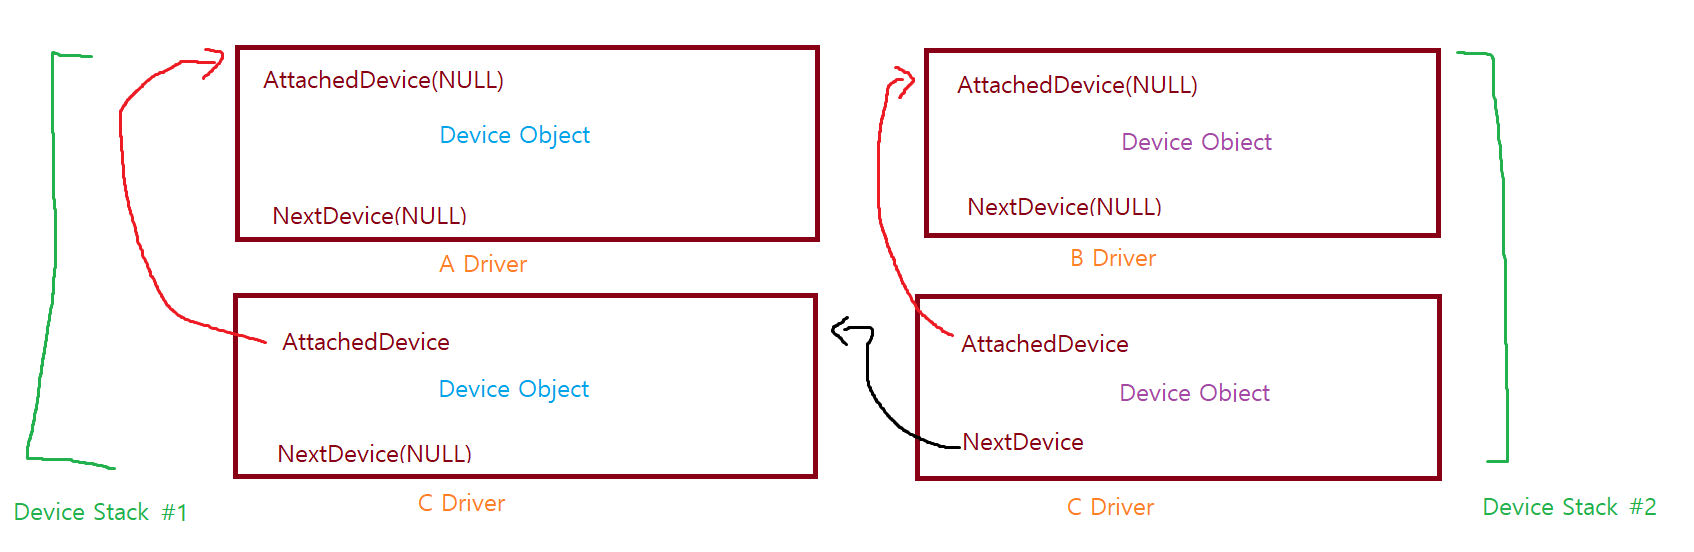 AttachedDevice(NULL)
Device Object
NextDevice(NULL)
A Driver
AttachedDevice(NULL)
Device Object
NextDevice(NULL)
B Driver
AttachedDevice
Device Object
NextDevice(NULL)
C Driver
AttachedDevice
Device Object
NextDevice
C Driver
Device Stack #1
Device Stack #2